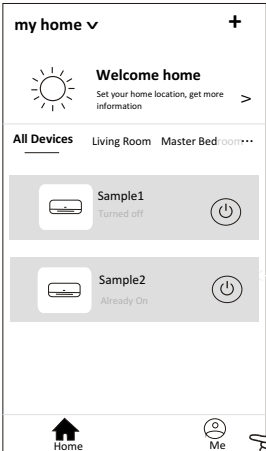 my home
+
Welcome home
Set your home location, get more
information
>
All Devices Living Room Master Bedroom ...
Sample1
Turned off
Sample2
Already On
Home
Me